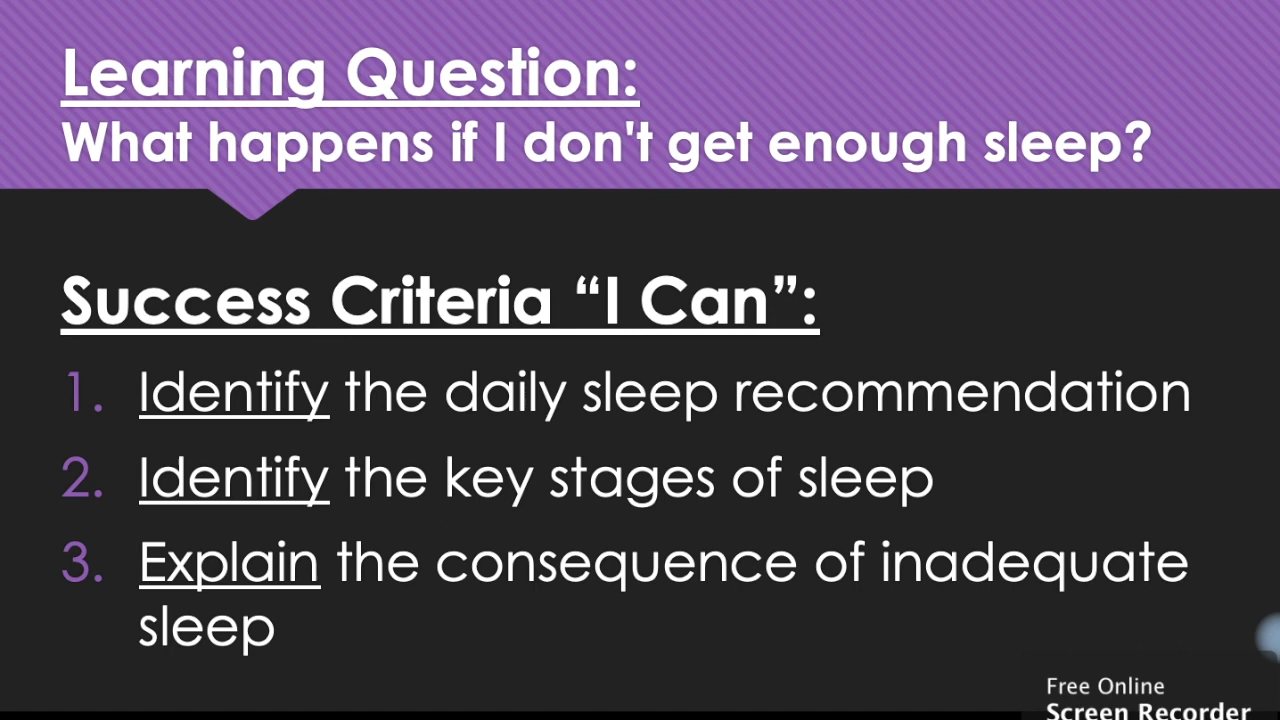 Learning Question:
What happens if I don't get enough sleep?
Success Criteria “I Can”:
1. Identify the daily sleep recommendation
2. Identify the key stages of sleep
3. Explain the consequence of inadequate
sleep
Free Online
Screen Recorder